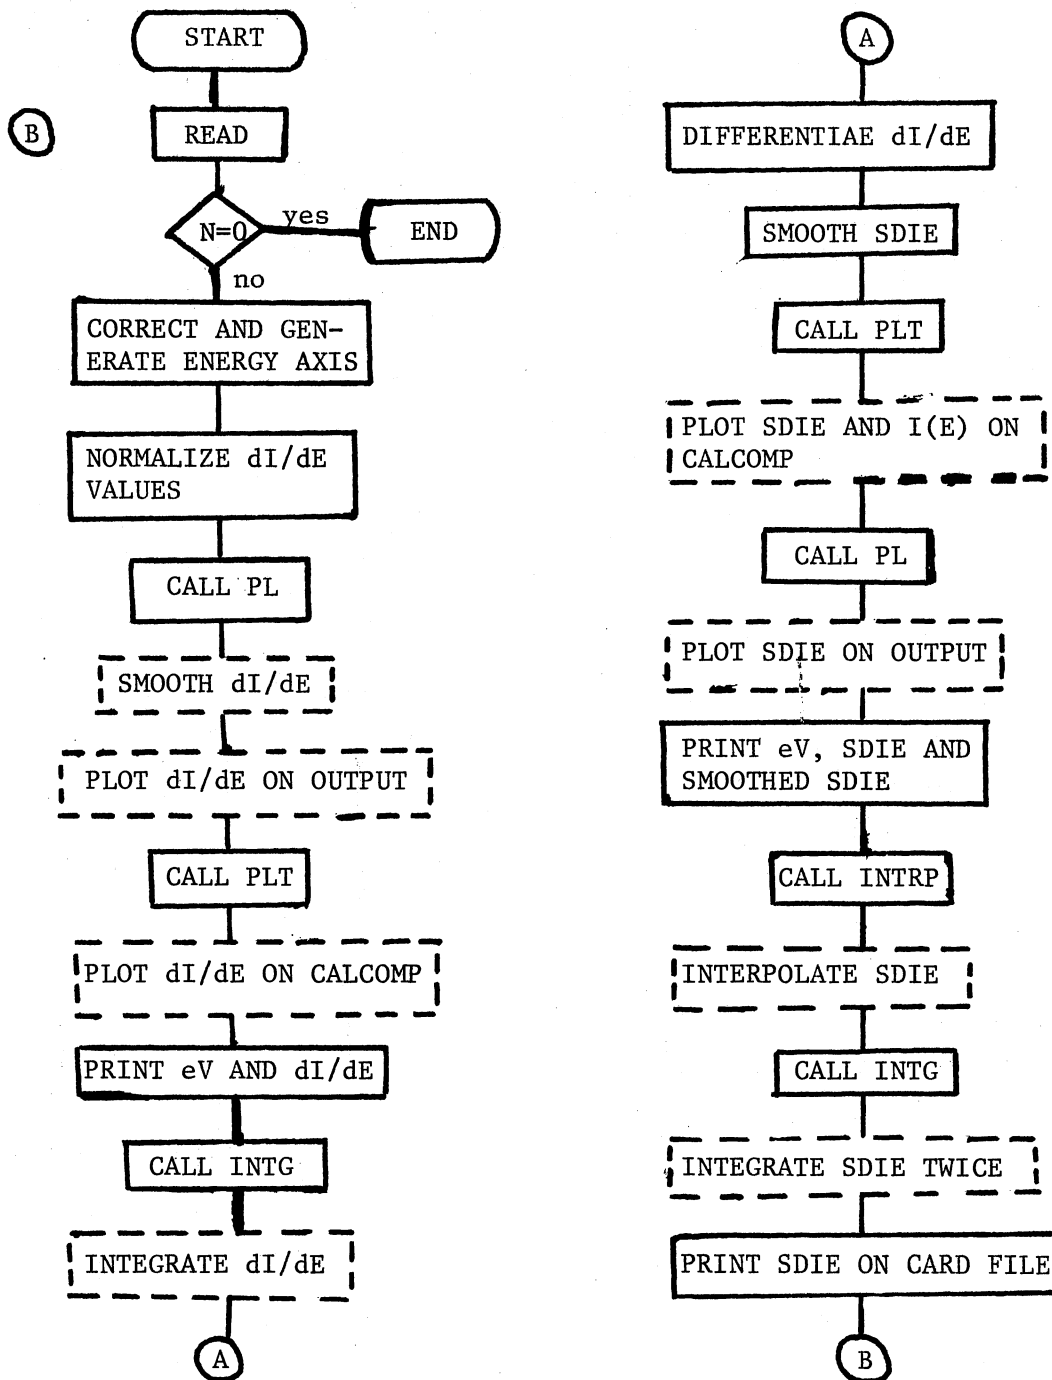 START
B
READ
N=0
yes
END
no
CORRECT AND GEN-
ERATE ENERGY AXIS
NORMALIZE dI/dE
VALUES
CALL PL
SMOOTH dI/dE
PLOT dI/dE ON OUTPUT
CALL PLT
PLOT dI/dE ON CALCOMP
PRINT eV AND dI/dE
CALL INTG
INTEGRATE dI/dE
A
A
DIFFERENTIAE dI/dE
SMOOTH SDIE
CALL PLT
PLOT SDIE AND I(E) ON
CALCOMP
CALL PL
PLOT SDIE ON OUTPUT
PRINT eV, SDIE AND
SMOOTHED SDIE
CALL INTRP
INTERPOLATE SDIE
CALL INTG
INTEGRATE SDIE TWICE
PRINT SDIE ON CARD FILE
B